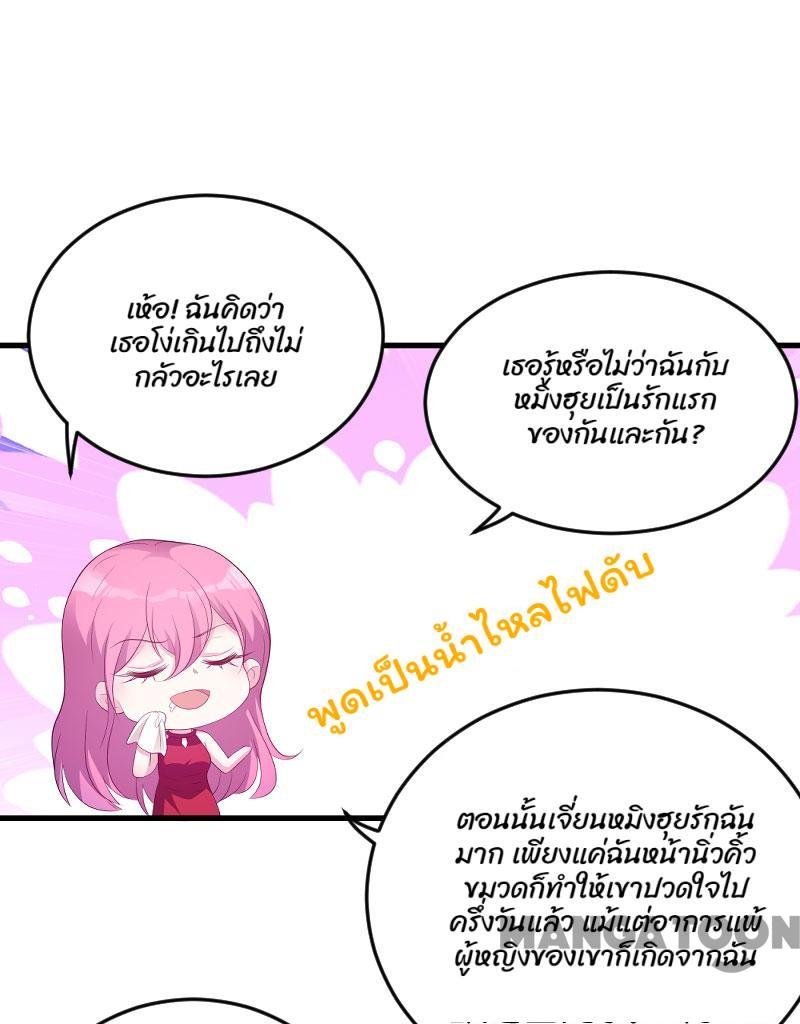 เห้อ! ฉันคิดว่า
เธอโง่เกินไปถึงไม่
กลัวอะไรเลย
เธอรู้หรือไม่ว่าฉันกับ
หมิงฮุยเป็นรักแรก
ของกันและกัน?
พูดเป็นน้ำไหลไฟดับ
ตอนนั้นเจี่ยนหมิงฮุยรักฉัน
มาก เพียงแค่ฉันหน้านิ่วคิ้ว
ขมวดก็ทำให้เขาปวดใจไป
ครึ่งวันแล้ว แม้แต่อาการแพ้
ผู้หญิงของเขาก็เกิดจากฉัน
MANGATOON